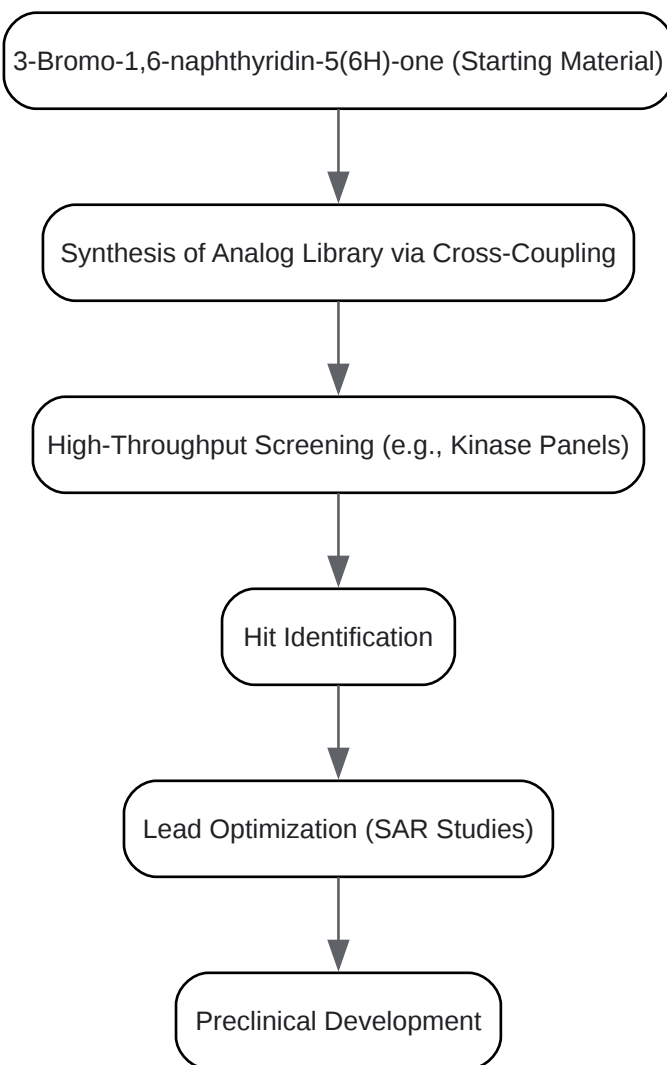 3-Bromo-1,6-naphthyridin-5(6H)-one (Starting Material)
Synthesis of Analog Library via Cross-Coupling
High-Throughput Screening (e.g., Kinase Panels)
Hit Identification
Lead Optimization (SAR Studies)
Preclinical Development